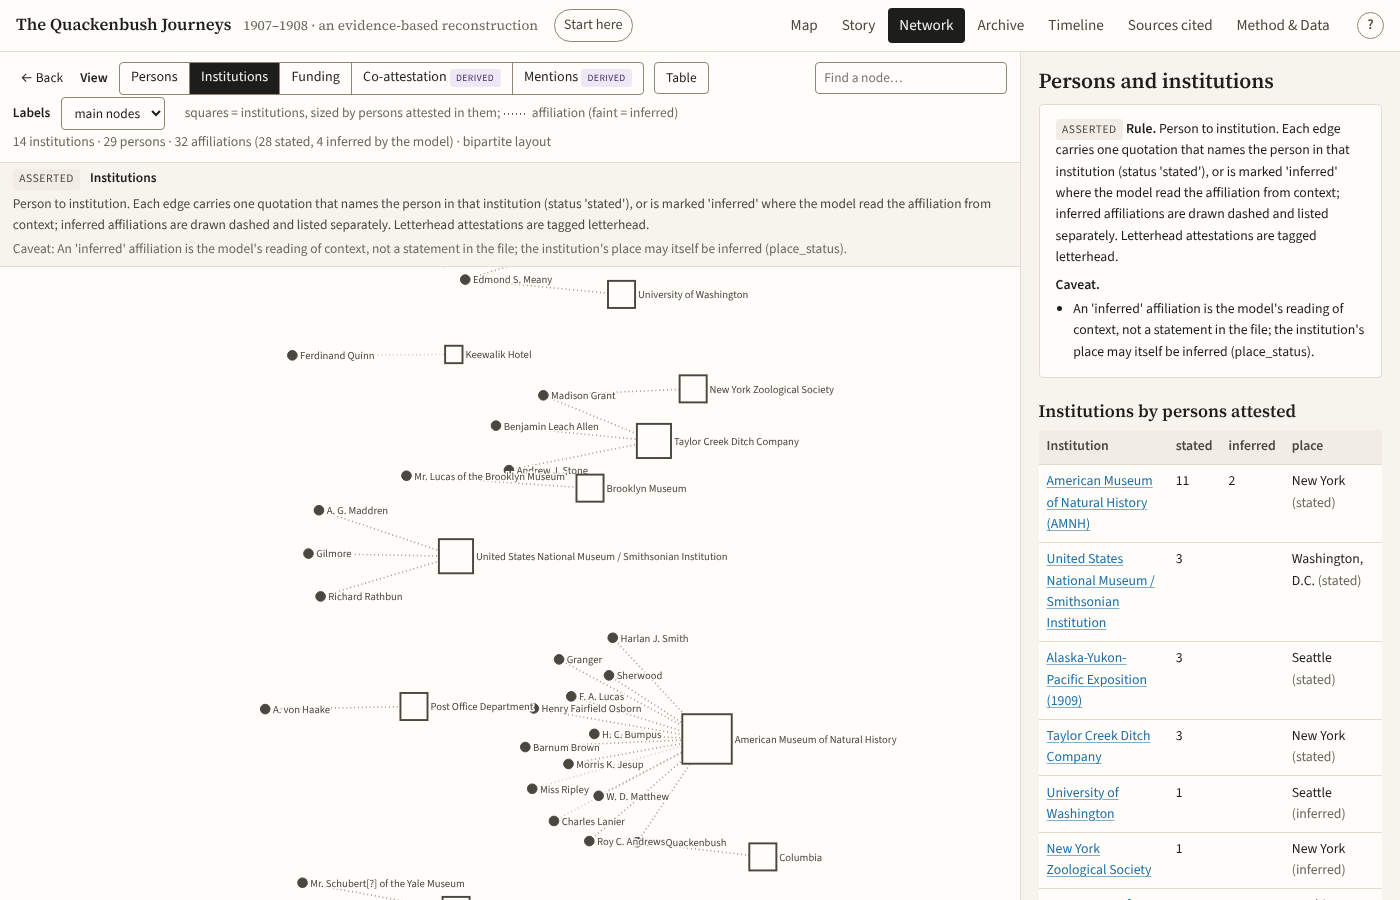 The Quackenbush Journeys 1907–1908 · an evidence-based reconstruction Start here Map Story Network Archive Timeline Sources cited Method & Data ?
← Back View Persons Institutions Funding Co-attestation DERIVED Mentions DERIVED Table Find a node…
Labels main nodes squares = institutions, sized by persons attested in them; ······ affiliation (faint = inferred)
14 institutions · 29 persons · 32 affiliations (28 stated, 4 inferred by the model) · bipartite layout
ASSERTED Institutions
Person to institution. Each edge carries one quotation that names the person in that institution (status 'stated'), or is marked 'inferred' where the model read the affiliation from
context; inferred affiliations are drawn dashed and listed separately. Letterhead attestations are tagged letterhead.
Caveat: An 'inferred' affiliation is the model's reading of context, not a statement in the file; the institution's place may itself be inferred (place_status).
Edmond S. Meany
University of Washington
Ferdinand Quinn
Keewalik Hotel
Madison Grant
New York Zoological Society
Benjamin Leach Allen
Taylor Creek Ditch Company
Andrew J. Stone
Mr. Lucas of the Brooklyn Museum
Brooklyn Museum
A. G. Maddren
Gilmore
United States National Museum / Smithsonian Institution
Richard Rathbun
Harlan J. Smith
Granger
Sherwood
F. A. Lucas
A. von Haake
Post Office Department
Henry Fairfield Osborn
H. C. Bumpus
American Museum of Natural History
Barnum Brown
Morris K. Jesup
Miss Ripley
W. D. Matthew
Charles Lanier
Roy C. Andrews
Quackenbush
Columbia
Mr. Schubert[?] of the Yale Museum
Persons and institutions
ASSERTED Rule. Person to institution. Each edge
carries one quotation that names the person in that
institution (status 'stated'), or is marked 'inferred'
where the model read the affiliation from context;
inferred affiliations are drawn dashed and listed
separately. Letterhead attestations are tagged
letterhead.
Caveat.
• An 'inferred' affiliation is the model's reading of
context, not a statement in the file; the institution's
place may itself be inferred (place_status).
Institutions by persons attested
Institution stated inferred place
American Museum 11 2 New York
of Natural History (stated)
(AMNH)
United States 3 Washington,
National Museum / D.C. (stated)
Smithsonian
Institution
Alaska-Yukon- 3 Seattle
Pacific Exposition (stated)
(1909)
Taylor Creek Ditch 3 New York
Company (stated)
University of 1 Seattle
Washington (inferred)
New York 1 New York
Zoological Society (inferred)